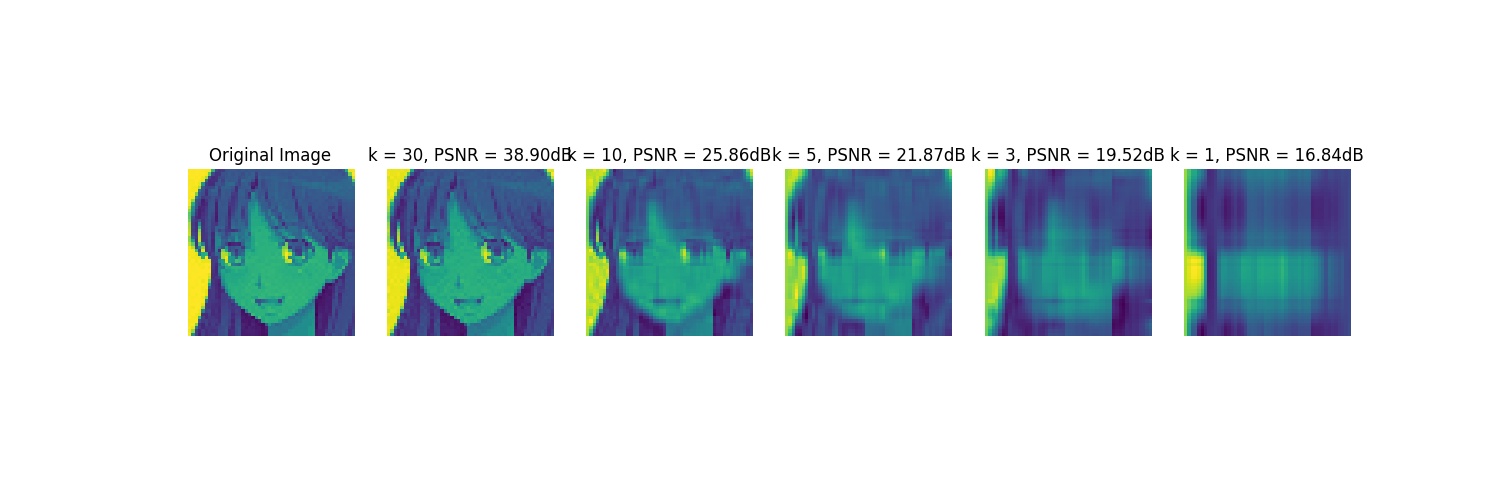 Original Image
k = 30, PSNR = 38.90dB
k = 10, PSNR = 25.86dB
k = 5, PSNR = 21.87dB
k = 3, PSNR = 19.52dB
k = 1, PSNR = 16.84dB